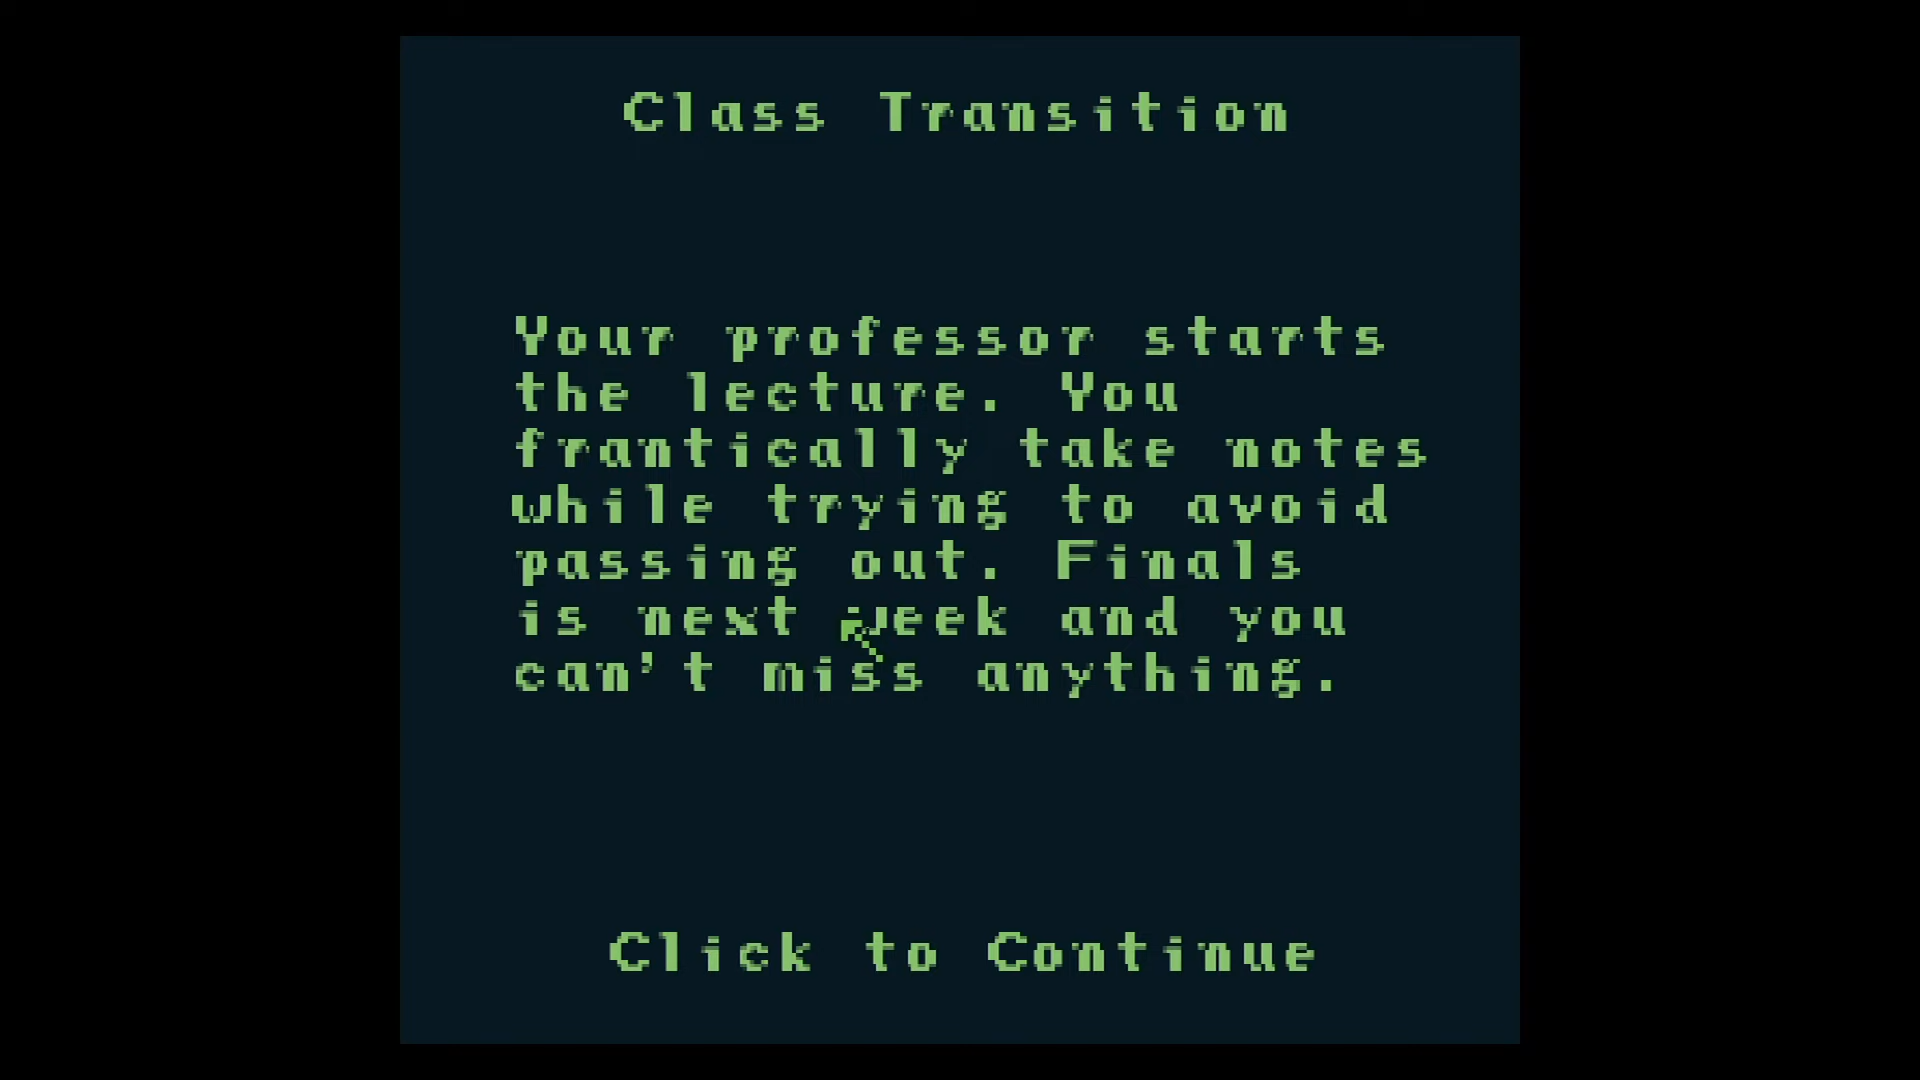 Class Transition
Your professor starts
the lecture. You
frantically take notes
while trying to avoid
passing out. Finals
is next week and you
can't miss anything.
Click to Continue